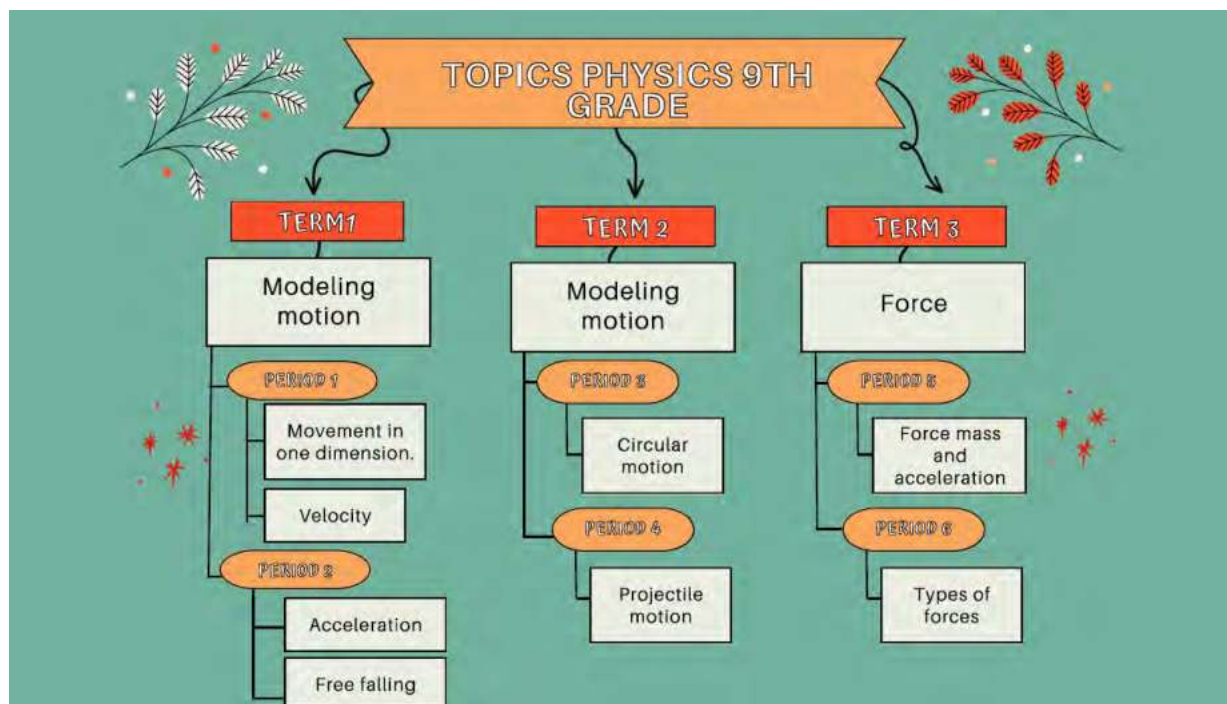 TOPICS PHYSICS 9TH
GRADE
TERM1
Modeling
motion
PERIOD 1
Movement in
one dimension.
Velocity
PERIOD 2
Acceleration
Free falling
TERM 2
Modeling
motion
PERIOD 3
Circular
motion
PERIOD 4
Projectile
motion
TERM 3
Force
PERIOD 5
Force mass
and
acceleration
PERIOD 6
Types of
forces